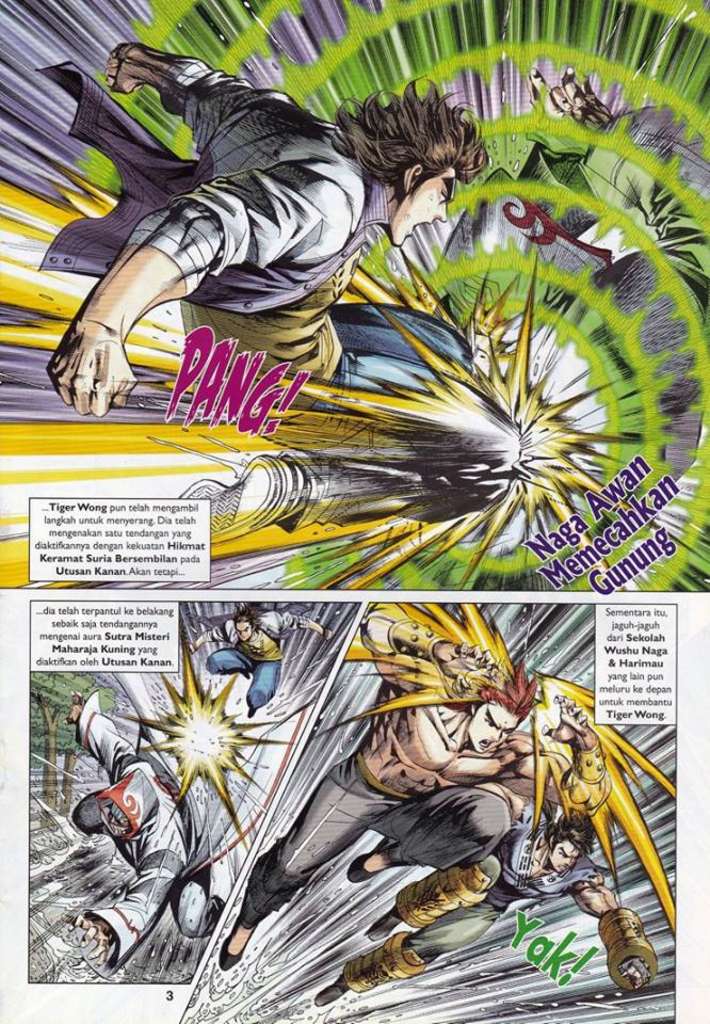 PANG!
...Tiger Wong pun telah mengambil
langkah untuk menyerang. Dia telah
mengenakan satu tendangan yang
diaktifkannya dengan kekuatan Hikmat
Keramat Suria Bersembilan pada
Utusan Kanan. Akan tetapi...
Naga Awan
Memecahkan
Gunung
...dia telah terpantul ke belakang
sebaik saja tendangannya
mengenai aura Sutra Misteri
Maharaja Kuning yang
diaktifkan oleh Utusan Kanan.
Sementara itu,
jaguh-jaguh
dari Sekolah
Wushu Naga
& Harimau
yang lain pun
meluru ke depan
untuk membantu
Tiger Wong.
Yak!
3